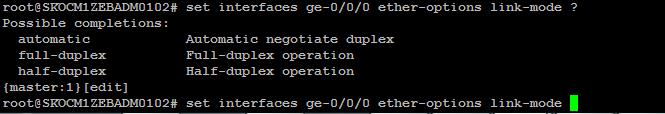 root@SKOCM1ZEBADM0102# set interfaces ge-0/0/0 ether-options link-mode ?
Possible completions:
  automatic            Automatic negotiate duplex
  full-duplex          Full-duplex operation
  half-duplex          Half-duplex operation
{master:1}[edit]
root@SKOCM1ZEBADM0102# set interfaces ge-0/0/0 ether-options link-mode